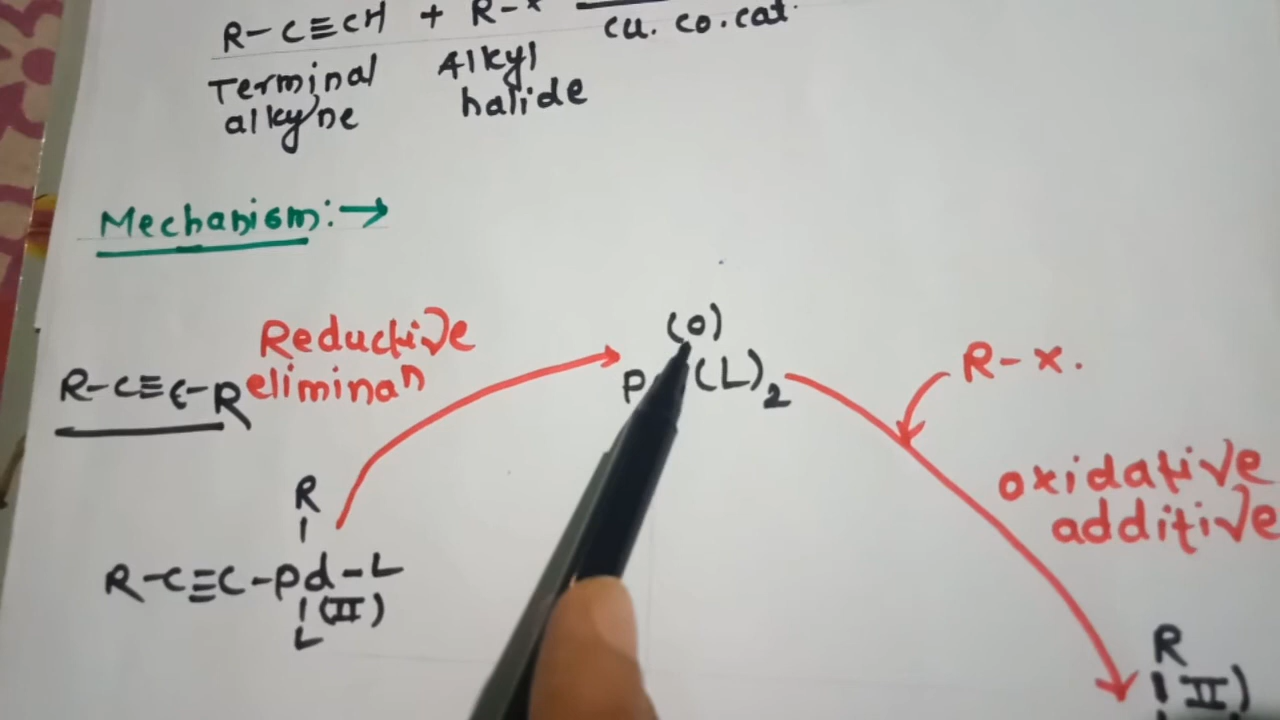 R-C≡CH + R-X
Cu. Co. cat.
Terminal Alkyl
alkyne halide
Mechanism:→
Reductive
eliminan
R-C≡C-R
(0)
P (L)2
R-X.
oxidative
additive
R
R-C≡C-Pd-L
(II)
L
R
(II)